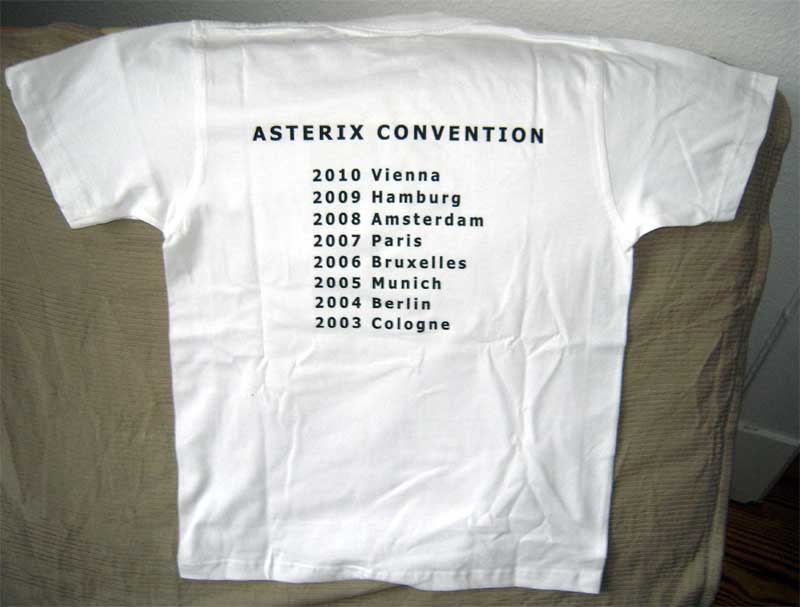 ASTERIX CONVENTION
2010 Vienna
2009 Hamburg
2008 Amsterdam
2007 Paris
2006 Bruxelles
2005 Munich
2004 Berlin
2003 Cologne